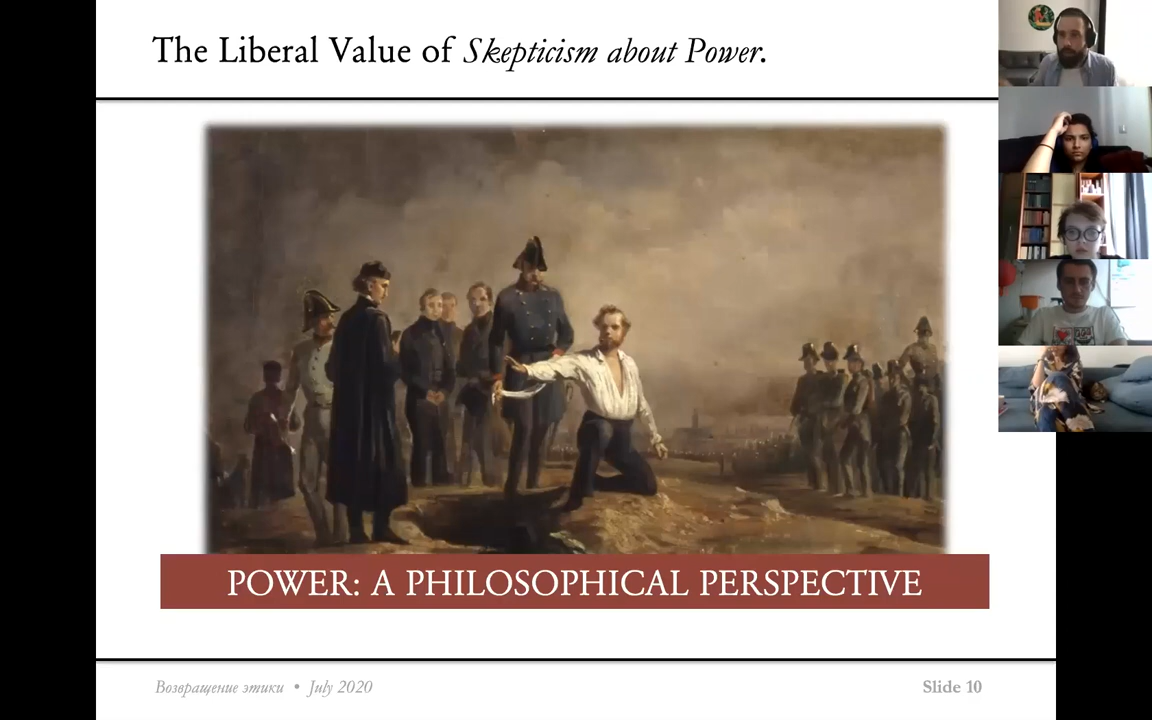 The Liberal Value of Skepticism about Power.
POWER: A PHILOSOPHICAL PERSPECTIVE
Возвращение этики • July 2020
Slide 10